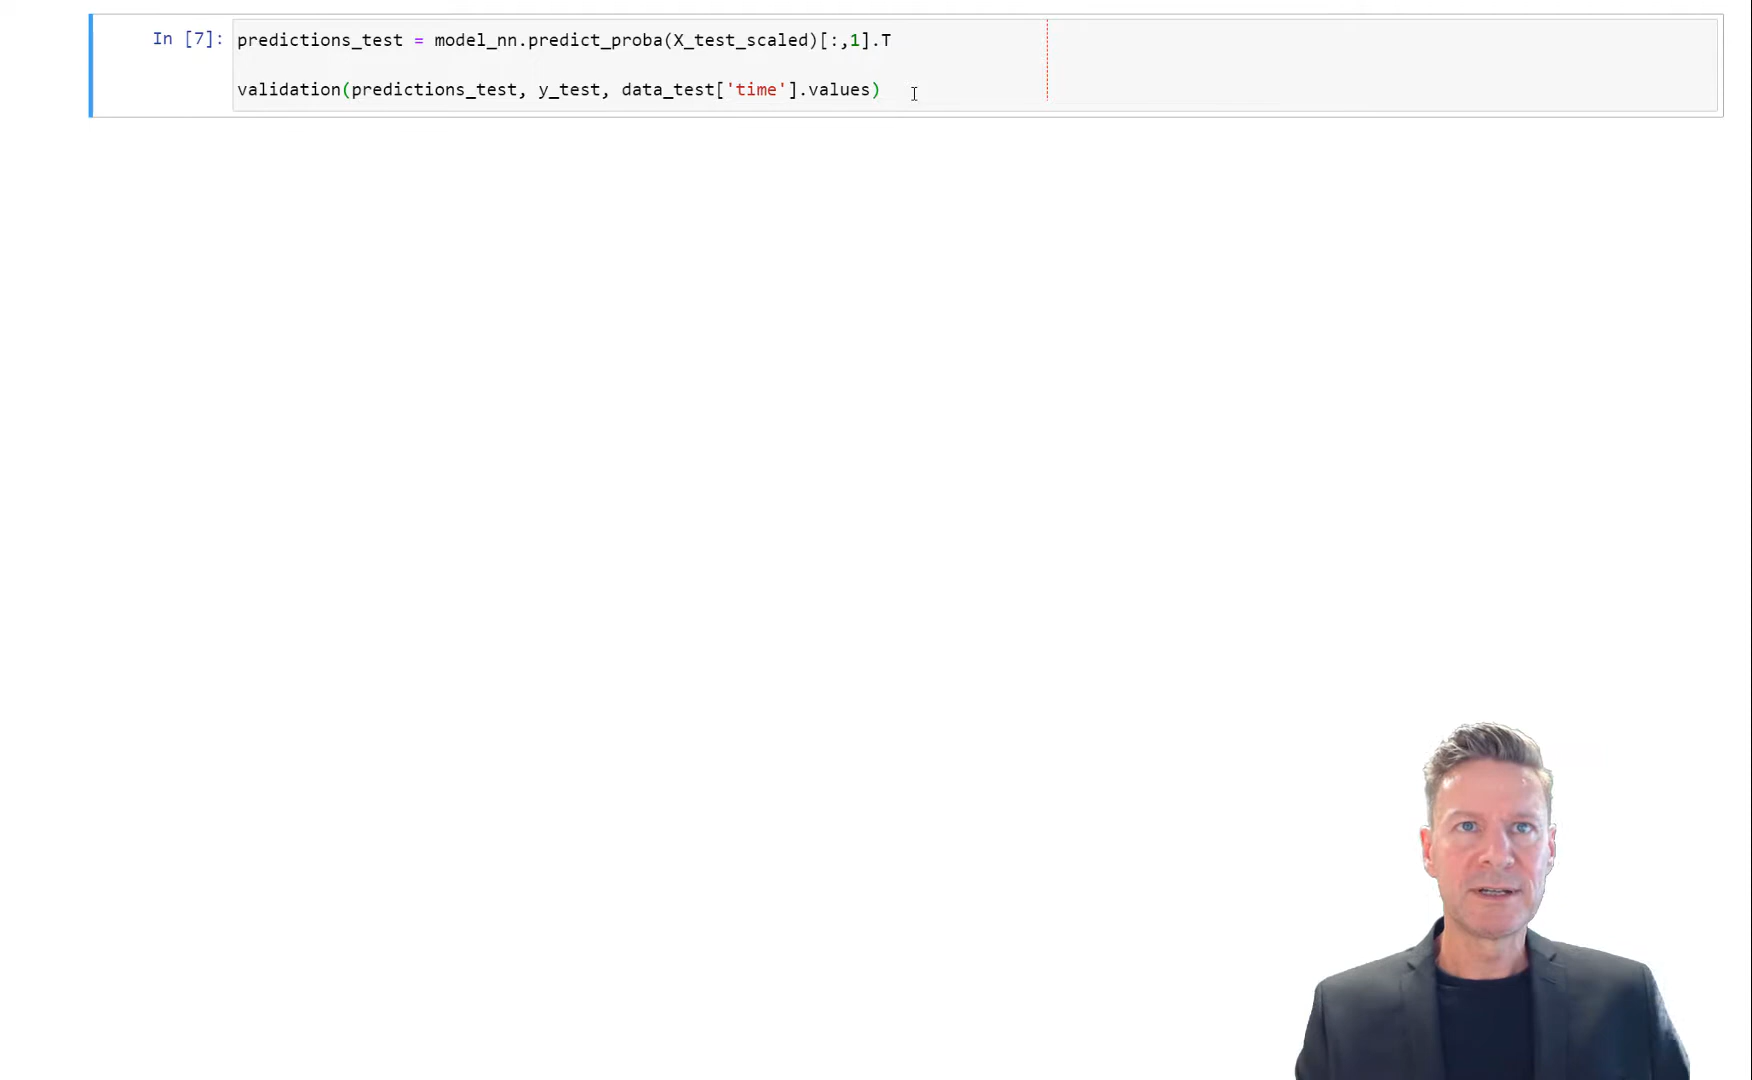 In [7]: predictions_test = model_nn.predict_proba(X_test_scaled)[:,1].T
validation(predictions_test, y_test, data_test['time'].values)